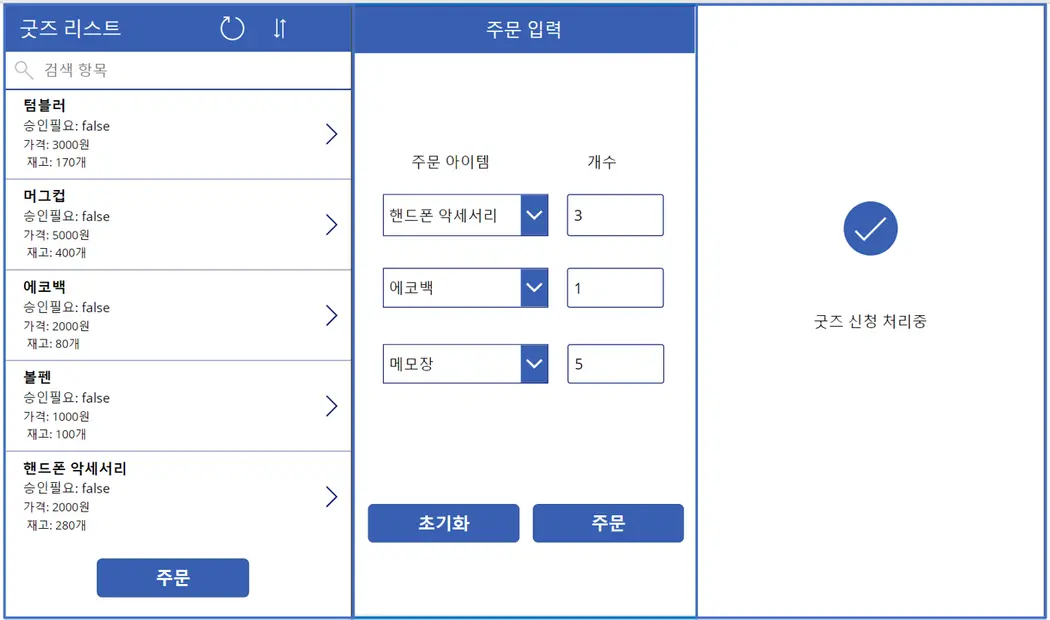 굿즈 리스트
검색 항목
텀블러
승인필요: false
가격: 3000원
재고: 170개
머그컵
승인필요: false
가격: 5000원
재고: 400개
에코백
승인필요: false
가격: 2000원
재고: 80개
볼펜
승인필요: false
가격: 1000원
재고: 100개
핸드폰 악세서리
승인필요: false
가격: 2000원
재고: 280개
주문
주문 입력
주문 아이템 개수
핸드폰 악세서리 3
에코백 1
메모장 5
초기화 주문
굿즈 신청 처리중